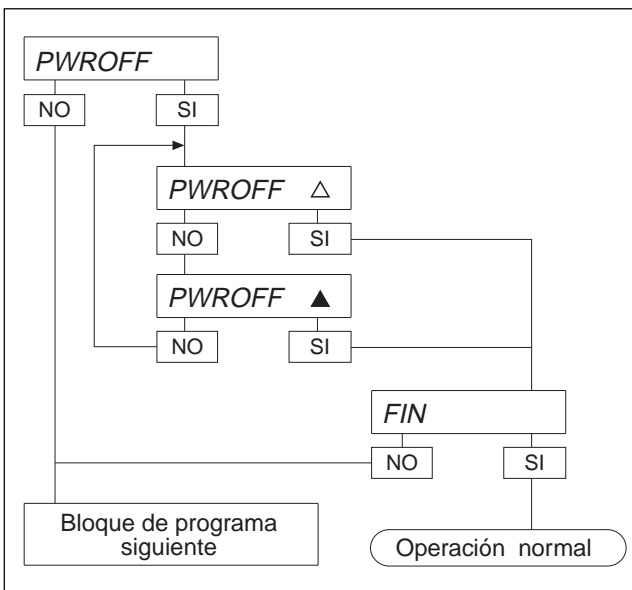 PWROFF
NO SI
PWROFF △
NO SI
PWROFF ▲
NO SI
FIN
NO SI
Bloque de programa
siguiente
Operación normal